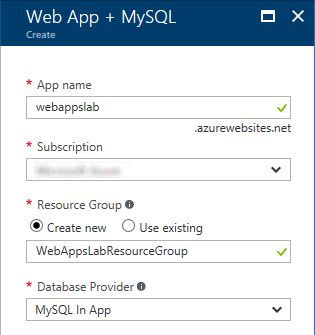 Web App + MySQL
Create
* App name
webappslab
.azurewebsites.net
* Subscription
* Resource Group
Create new Use existing
WebAppsLabResourceGroup
* Database Provider
MySQL In App